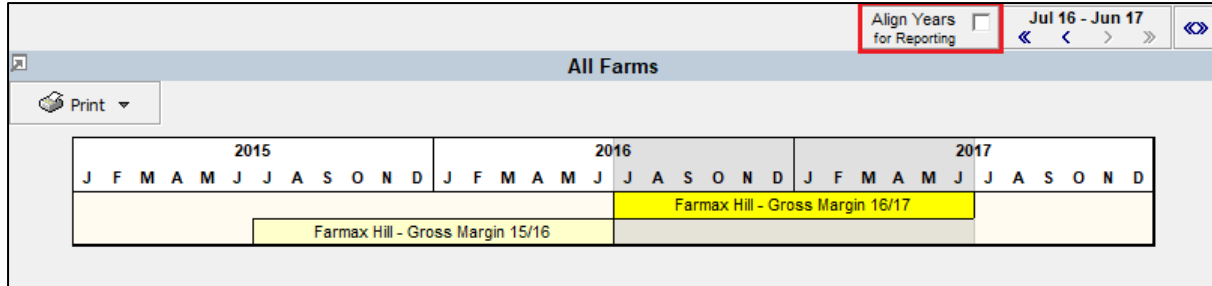 Align Years
for Reporting
Jul 16 - Jun 17
All Farms
Print
2015 2016 2017
J F M A M J J A S O N D J F M A M J J A S O N D J F M A M J J A S O N D
Farmax Hill - Gross Margin 16/17
Farmax Hill - Gross Margin 15/16